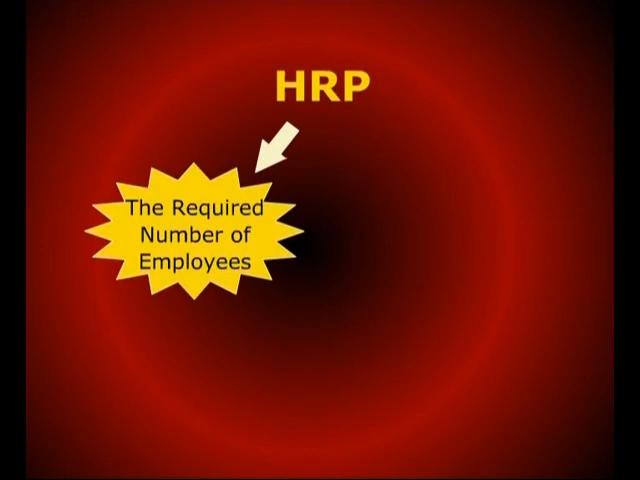 HRP
The Required
Number of
Employees